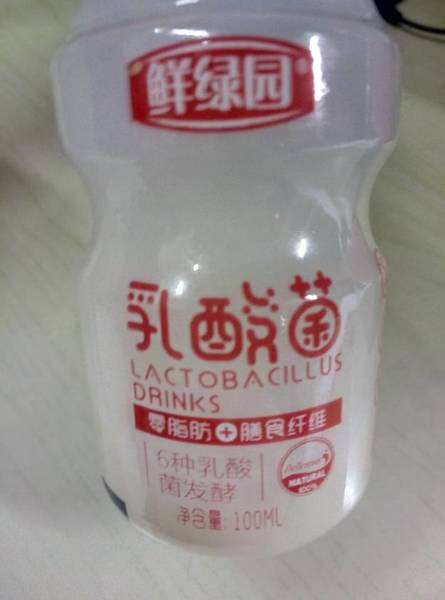 鲜绿园
乳酸菌
LACTOBACILLUS
DRINKS
零脂肪+膳食纤维
6种乳酸
菌发酵
NATURAL
100%
净含量:100ML